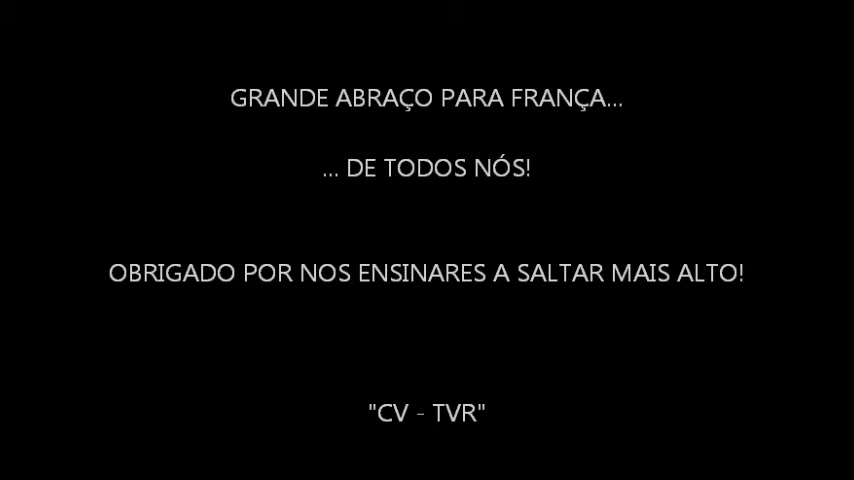 GRANDE ABRAÇO PARA FRANÇA...
... DE TODOS NÓS!
OBRIGADO POR NOS ENSINARES A SALTAR MAIS ALTO!
"CV - TVR"